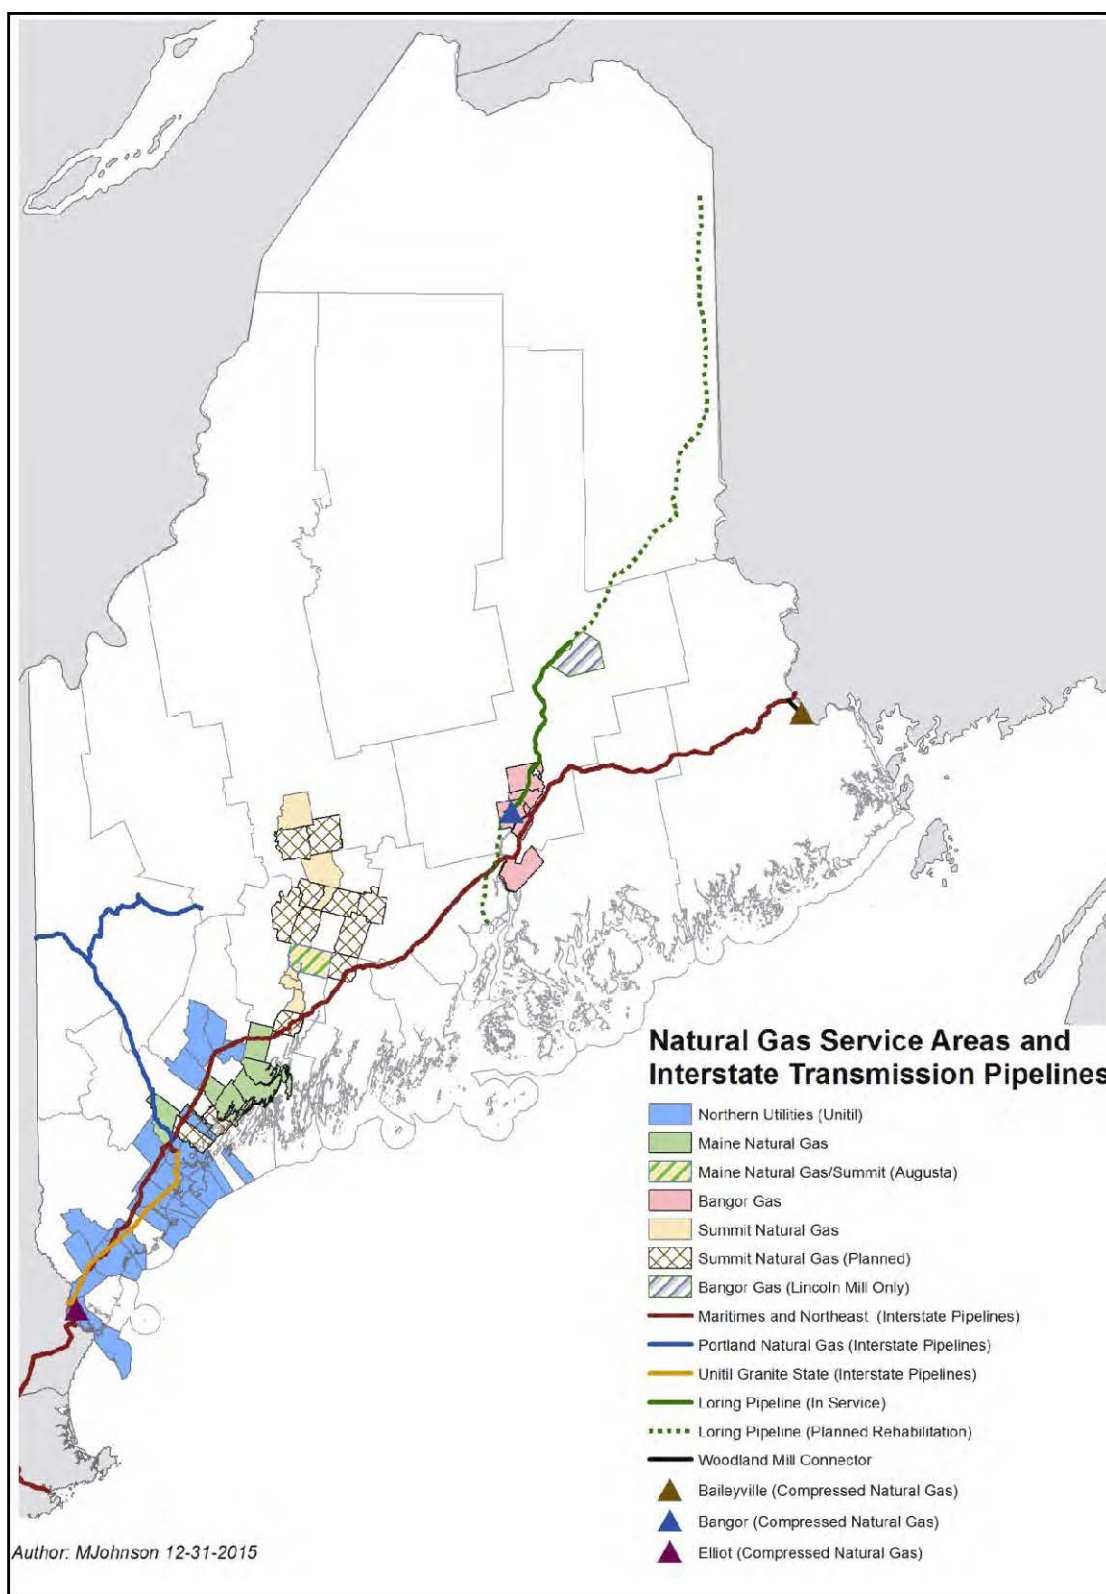 Natural Gas Service Areas and
Interstate Transmission Pipelines
Northern Utilities (Unitil)
Maine Natural Gas
Maine Natural Gas/Summit (Augusta)
Bangor Gas
Summit Natural Gas
Summit Natural Gas (Planned)
Bangor Gas (Lincoln Mill Only)
Maritimes and Northeast (Interstate Pipelines)
Portland Natural Gas (Interstate Pipelines)
Unitil Granite State (Interstate Pipelines)
Loring Pipeline (In Service)
Loring Pipeline (Planned Rehabilitation)
Woodland Mill Connector
Baileyville (Compressed Natural Gas)
Bangor (Compressed Natural Gas)
Elliot (Compressed Natural Gas)
Author: MJohnson 12-31-2015